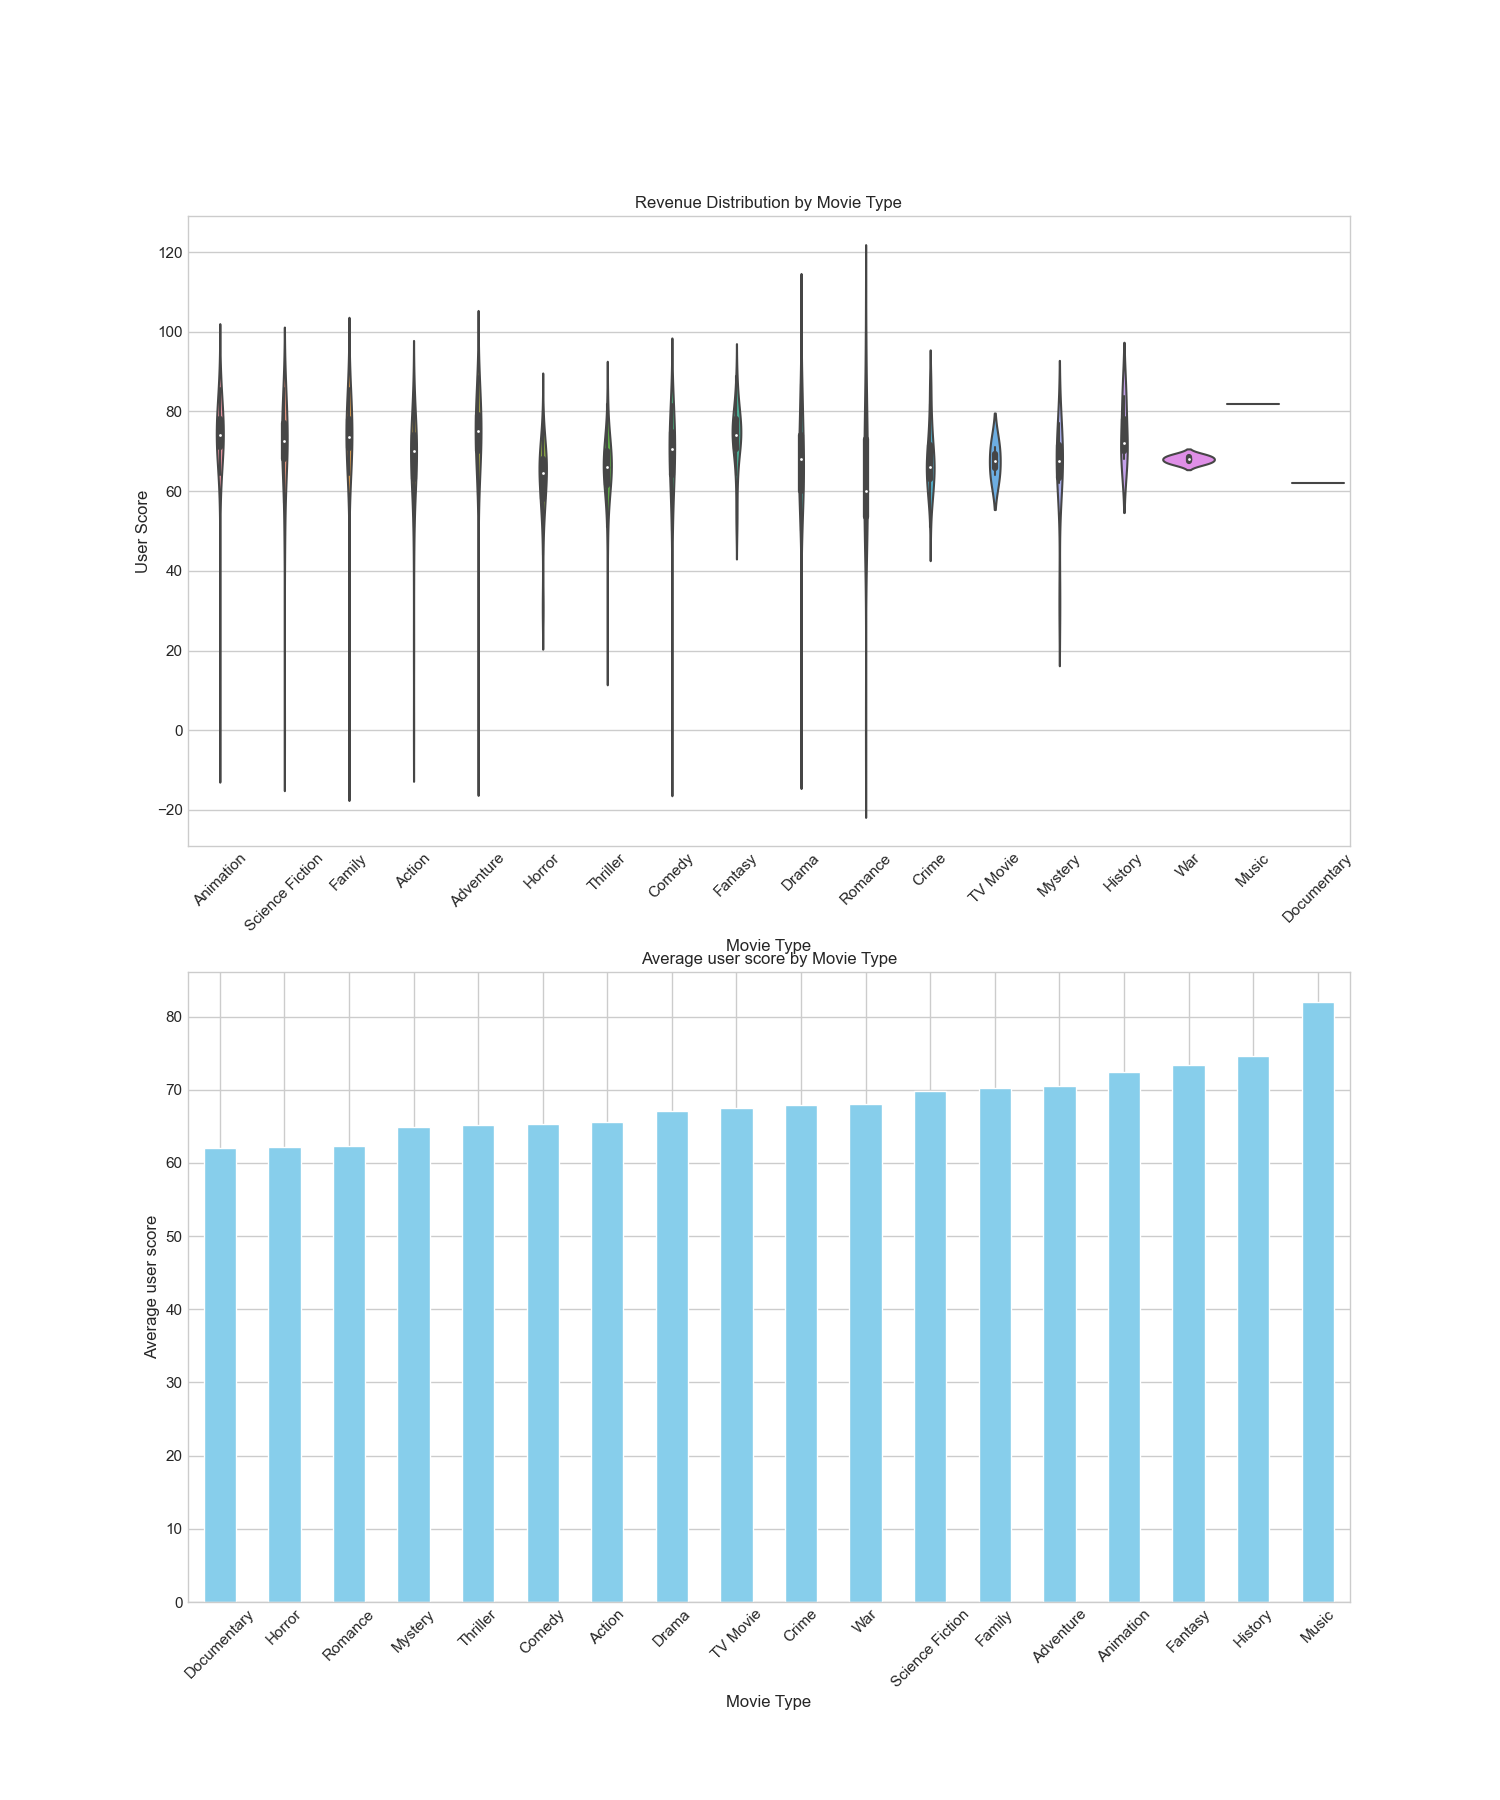 Revenue Distribution by Movie Type
User Score
120
100
80
60
40
20
0
−20
Animation Science Fiction Family Action Adventure Horror Thriller Comedy Fantasy Drama Romance Crime TV Movie Mystery History War Music Documentary
Movie Type
Average user score by Movie Type
Average user score
80
70
60
50
40
30
20
10
0
Documentary Horror Romance Mystery Thriller Comedy Action Drama TV Movie Crime War Science Fiction Family Adventure Animation Fantasy History Music
Movie Type